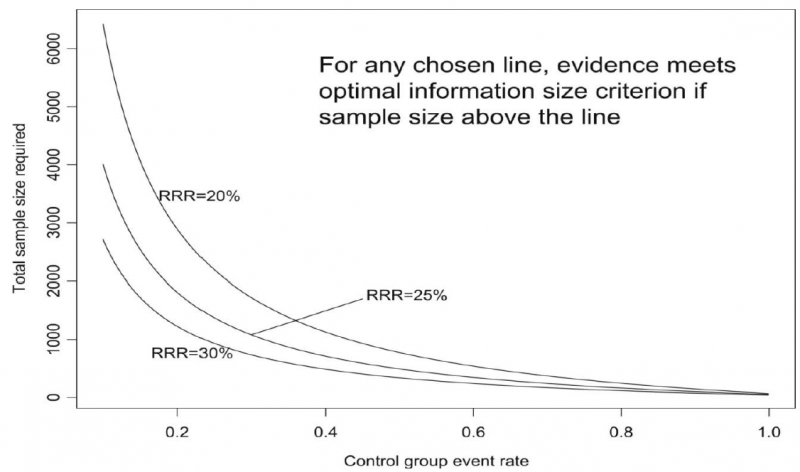 For any chosen line, evidence meets
optimal information size criterion if
sample size above the line
Total sample size required
6000
5000
4000
3000
2000
1000
0
RRR=20%
RRR=25%
RRR=30%
0.2
0.4
0.6
0.8
1.0
Control group event rate